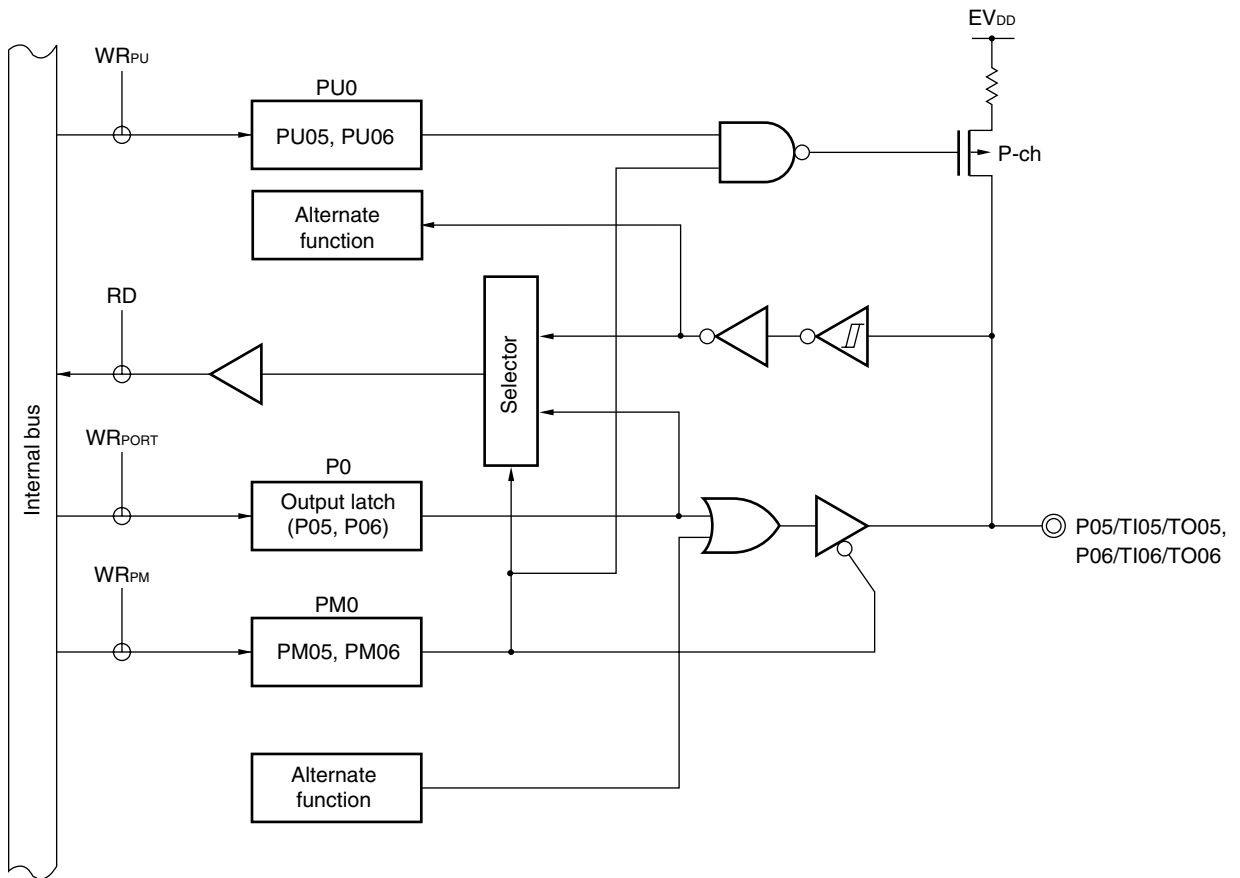 EVDD
WRPU
PU0
PU05, PU06
P-ch
Alternate
function
RD
Selector
Internal bus
WRPORT
P0
Output latch
(P05, P06)
P05/TI05/TO05,
P06/TI06/TO06
WRPM
PM0
PM05, PM06
Alternate
function